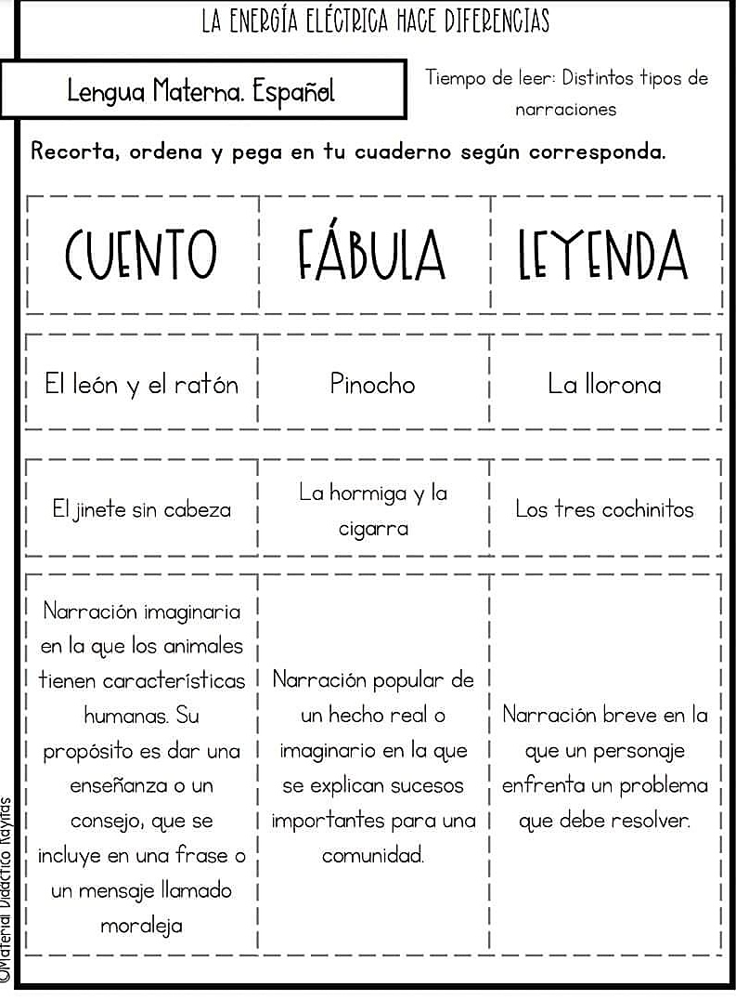 LA ENERGÍA ELÉCTRICA HACE DIFERENCIAS
Lengua Materna. Español
Tiempo de leer: Distintos tipos de
narraciones
Recorta, ordena y pega en tu cuaderno según corresponda.
CUENTO
FÁBULA
LEYENDA
El león y el ratón
Pinocho
La llorona
El jinete sin cabeza
La hormiga y la
cigarra
Los tres cochinitos
Narración imaginaria
en la que los animales
tienen características
humanas. Su
propósito es dar una
enseñanza o un
consejo, que se
incluye en una frase o
un mensaje llamado
moraleja
Narración popular de
un hecho real o
imaginario en la que
se explican sucesos
importantes para una
comunidad.
Narración breve en la
que un personaje
enfrenta un problema
que debe resolver.
©Material Didáctico Rayitas